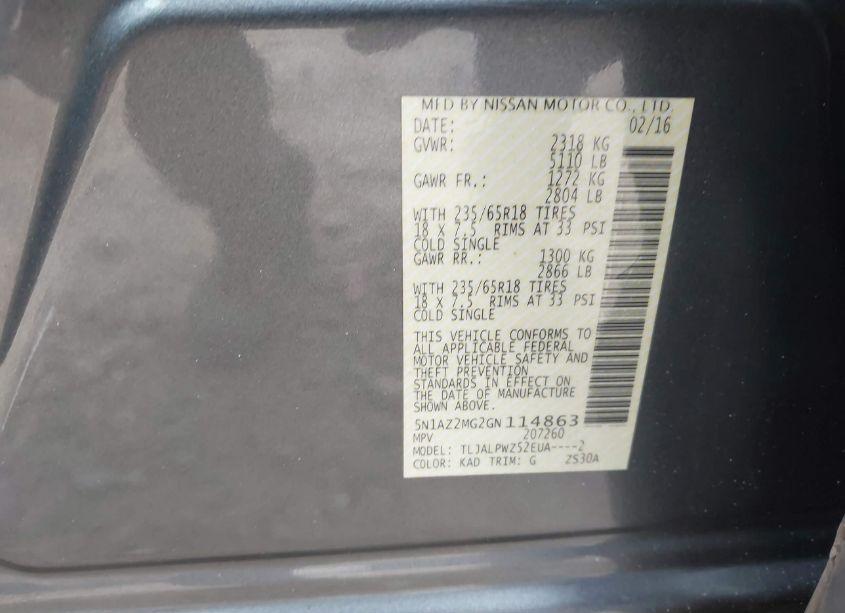 MFD BY NISSAN MOTOR CO., LTD.
DATE: 02/16
GVWR: 2318 KG
5110 LB
GAWR FR.: 1272 KG
2804 LB
WITH 235/65R18 TIRES
18 X 7.5 RIMS AT 33 PSI
COLD SINGLE
GAWR RR.: 1300 KG
2866 LB
WITH 235/65R18 TIRES
18 X 7.5 RIMS AT 33 PSI
COLD SINGLE
THIS VEHICLE CONFORMS TO
ALL APPLICABLE FEDERAL
MOTOR VEHICLE SAFETY AND
THEFT PREVENTION
STANDARDS IN EFFECT ON
THE DATE OF MANUFACTURE
SHOWN ABOVE.
5N1AZ2MG2GN114863
MPV 207260
MODEL: TLJALPWZ52EUA----2
COLOR: KAD TRIM: G ZS30A